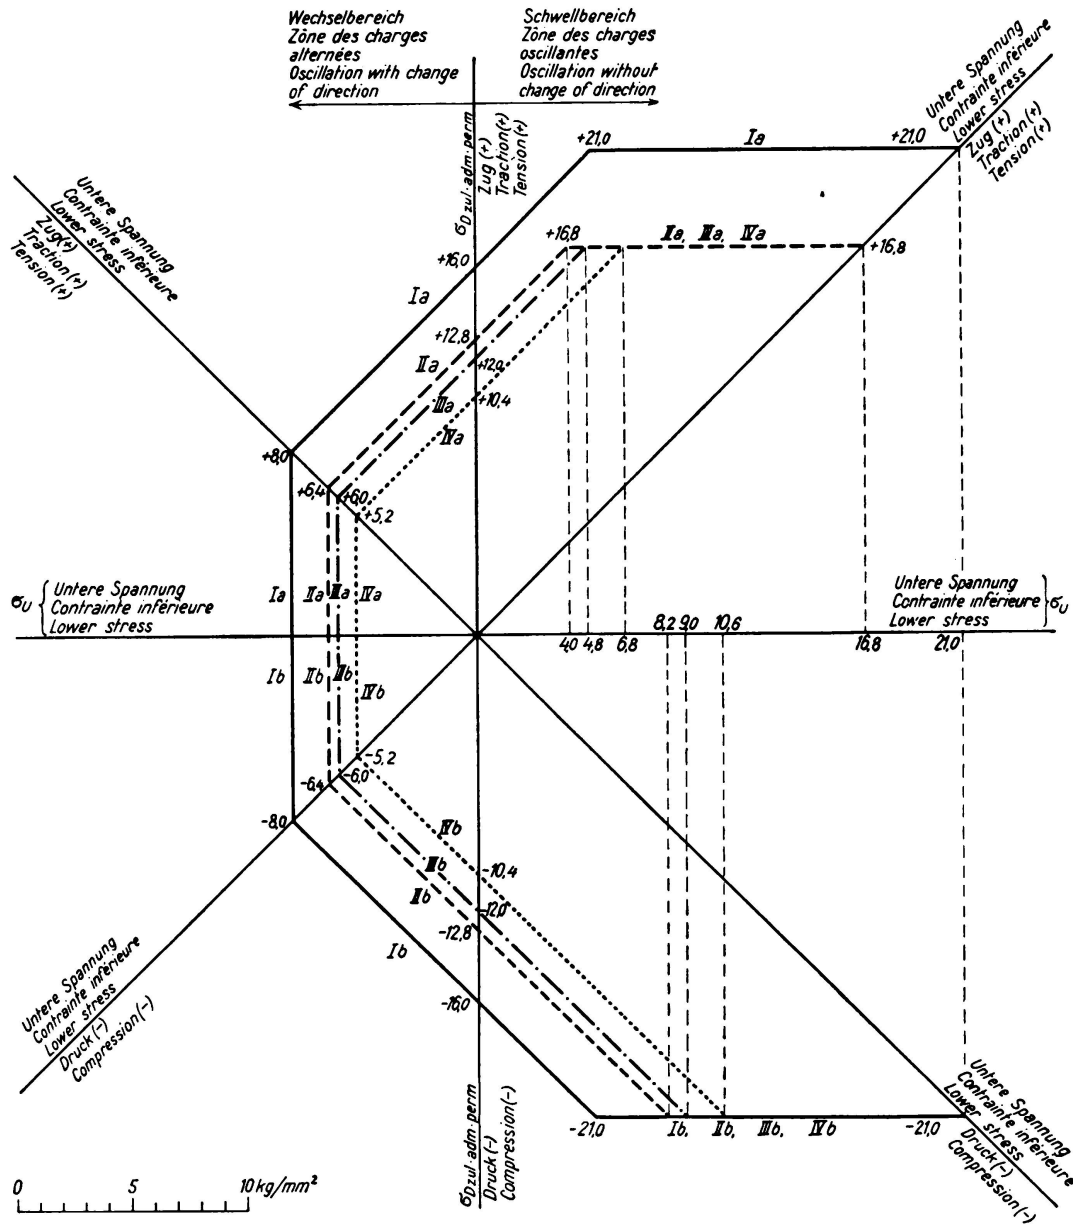 Wechselbereich
Zône des charges
alternées
Oscillation with change
of direction
Schwellbereich
Zône des charges
oscillantes
Oscillation without
change of direction
Untere Spannung
Contrainte inférieure
Lower stress
Zug (+)
Traction (+)
Tension (+)
σD zul·adm·perm
Zug (+)
Traction (+)
Tension (+)
Untere Spannung
Contrainte inférieure
Lower stress
Zug(+)
Traction(+)
Tension(+)
+21,0
Ia
+21,0
+16,8
IIa, IIIa, IVa
+16,8
+16,0
Ia
+12,8
IIa
+12,0
+10,4
IIIa
IVa
+8,0
+6,4
+6,0
+5,2
σU
Untere Spannung
Contrainte inférieure
Lower stress
Ia
IIa
IIIa
IVa
Untere Spannung
Contrainte inférieure
Lower stress
σU
8,2
9,0
10,6
4,0
4,8
6,8
16,8
21,0
Ib
IIb
IIIb
IVb
-5,2
-6,0
-6,4
-8,0
IVb
IIIb
IIb
-10,4
-12,0
-12,8
Ib
-16,0
Untere Spannung
Contrainte inférieure
Lower stress
Druck(-)
Compression(-)
σD zul·adm·perm
Druck(-)
Compression(-)
-21,0
Ib, IIb, IIIb, IVb
-21,0
Untere Spannung
Contrainte inférieure
Lower stress
Druck(-)
Compression(-)
0 5 10 kg/mm²